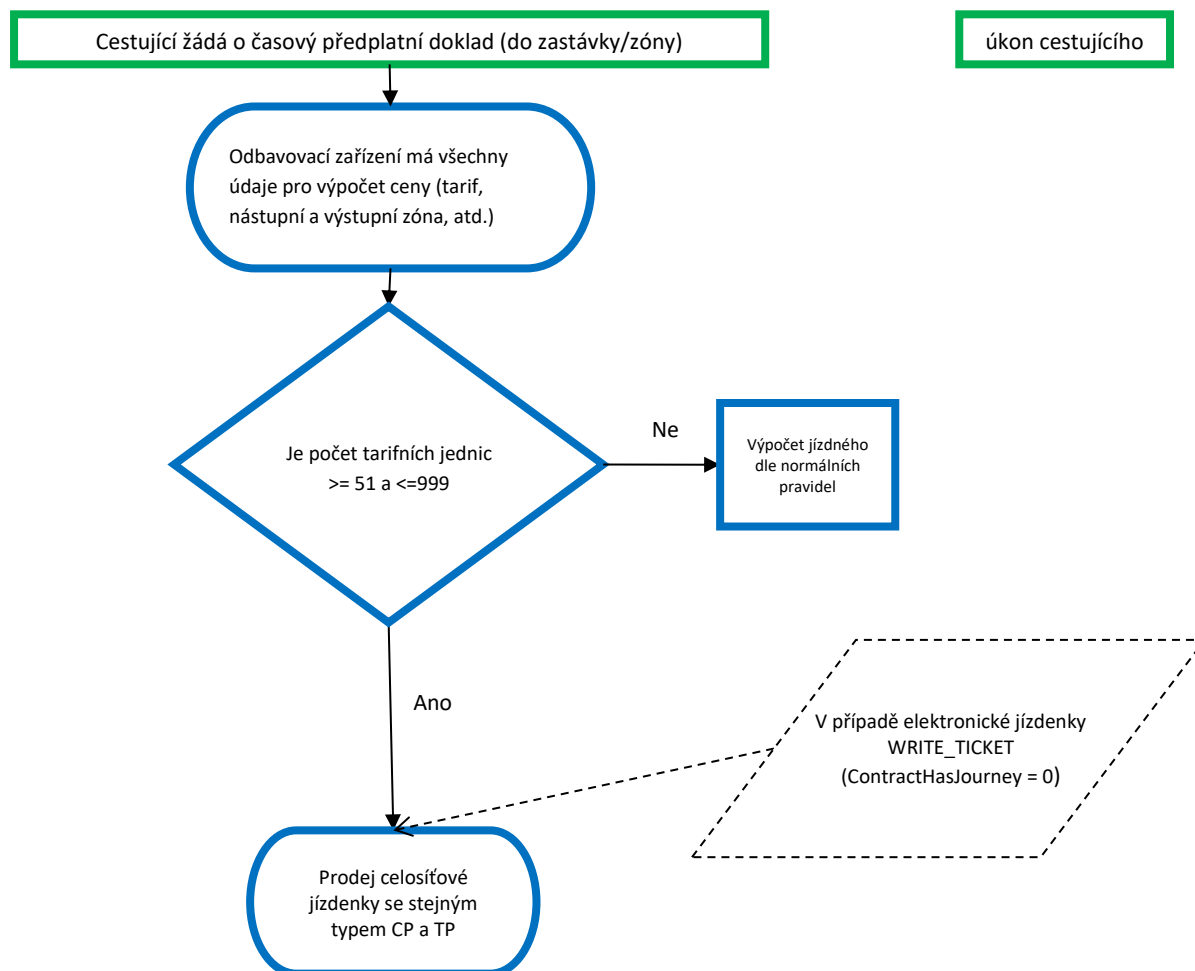 Cestující žádá o časový předplatní doklad (do zastávky/zóny)
úkon cestujícího
Odbavovací zařízení má všechny
údaje pro výpočet ceny (tarif,
nástupní a výstupní zóna, atd.)
Je počet tarifních jednic
>= 51 a <=999
Ne
Výpočet jízdného
dle normálních
pravidel
Ano
V případě elektronické jízdenky
WRITE_TICKET
(ContractHasJourney = 0)
Prodej celosíťové
jízdenky se stejným
typem CP a TP